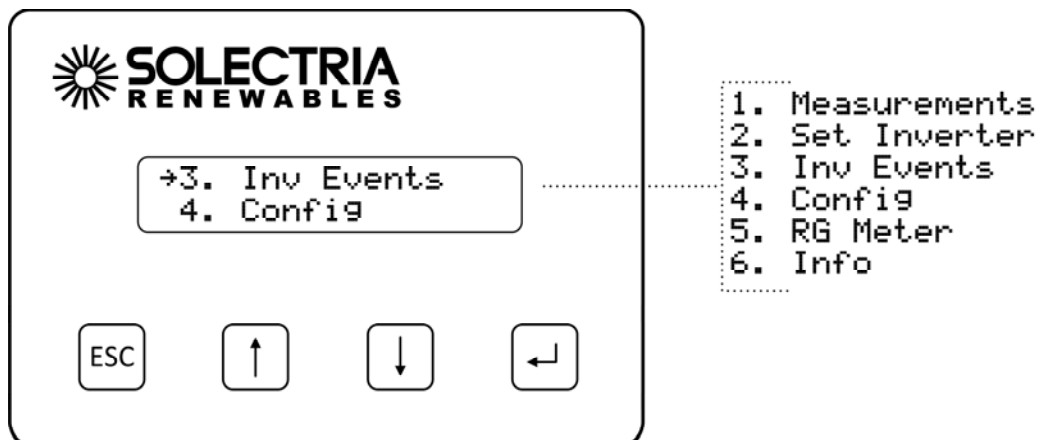 SOLECTRIA
RENEWABLES
→3. Inv Events
4. Config
ESC
↑
↓
↵
1. Measurements
2. Set Inverter
3. Inv Events
4. Config
5. RG Meter
6. Info